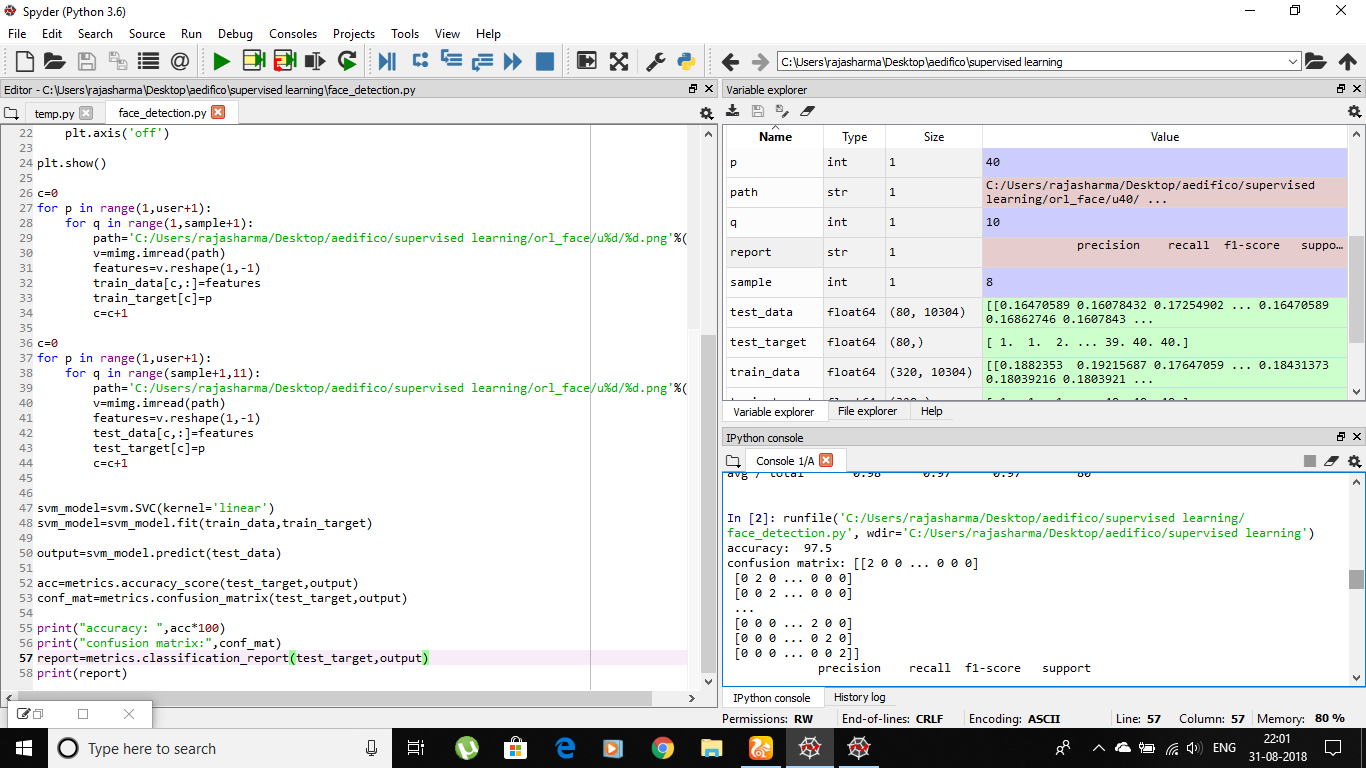 Spyder (Python 3.6)
File Edit Search Source Run Debug Consoles Projects Tools View Help
C:\Users\rajasharma\Desktop\aedifico\supervised learning
Editor - C:\Users\rajasharma\Desktop\aedifico\supervised learning\face_detection.py
temp.py face_detection.py
22     plt.axis('off')
23
24 plt.show()
25
26 c=0
27 for p in range(1,user+1):
28     for q in range(1,sample+1):
29         path='C:/Users/rajasharma/Desktop/aedifico/supervised learning/orl_face/u%d/%d.png'%(
30         v=mimg.imread(path)
31         features=v.reshape(1,-1)
32         train_data[c,:]=features
33         train_target[c]=p
34         c=c+1
35
36 c=0
37 for p in range(1,user+1):
38     for q in range(sample+1,11):
39         path='C:/Users/rajasharma/Desktop/aedifico/supervised learning/orl_face/u%d/%d.png'%(
40         v=mimg.imread(path)
41         features=v.reshape(1,-1)
42         test_data[c,:]=features
43         test_target[c]=p
44         c=c+1
45
46
47 svm_model=svm.SVC(kernel='linear')
48 svm_model=svm_model.fit(train_data,train_target)
49
50 output=svm_model.predict(test_data)
51
52 acc=metrics.accuracy_score(test_target,output)
53 conf_mat=metrics.confusion_matrix(test_target,output)
54
55 print("accuracy: ",acc*100)
56 print("confusion matrix:",conf_mat)
57 report=metrics.classification_report(test_target,output)
58 print(report)
Variable explorer
Name Type Size Value
p int 1 40
path str 1 C:/Users/rajasharma/Desktop/aedifico/supervised
learning/orl_face/u40/ ...
q int 1 10
report str 1 precision recall f1-score suppo...
sample int 1 8
test_data float64 (80, 10304) [[0.16470589 0.16078432 0.17254902 ... 0.16470589
0.16862746 0.1607843 ...
test_target float64 (80,) [ 1. 1. 2. ... 39. 40. 40.]
train_data float64 (320, 10304) [[0.1882353 0.19215687 0.17647059 ... 0.18431373
0.18039216 0.1803921 ...
Variable explorer File explorer Help
IPython console
Console 1/A
avg / total 0.98 0.97 0.97 80
In [2]: runfile('C:/Users/rajasharma/Desktop/aedifico/supervised learning/
face_detection.py', wdir='C:/Users/rajasharma/Desktop/aedifico/supervised learning')
accuracy:  97.5
confusion matrix: [[2 0 0 ... 0 0 0]
[0 2 0 ... 0 0 0]
[0 0 2 ... 0 0 0]
...
[0 0 0 ... 2 0 0]
[0 0 0 ... 0 2 0]
[0 0 0 ... 0 0 2]]
precision recall f1-score support
IPython console History log
Permissions: RW End-of-lines: CRLF Encoding: ASCII Line: 57 Column: 57 Memory: 80 %
Type here to search
ENG
22:01
31-08-2018